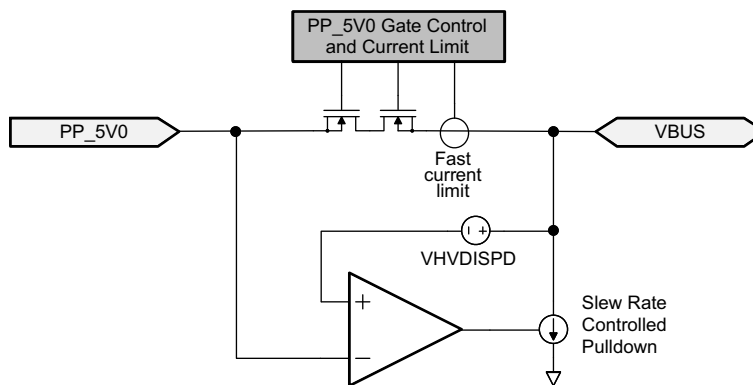 PP_5V0 Gate Control
and Current Limit
PP_5V0
VBUS
Fast
current
limit
VHVDISPD
+
−
− +
Slew Rate
Controlled
Pulldown